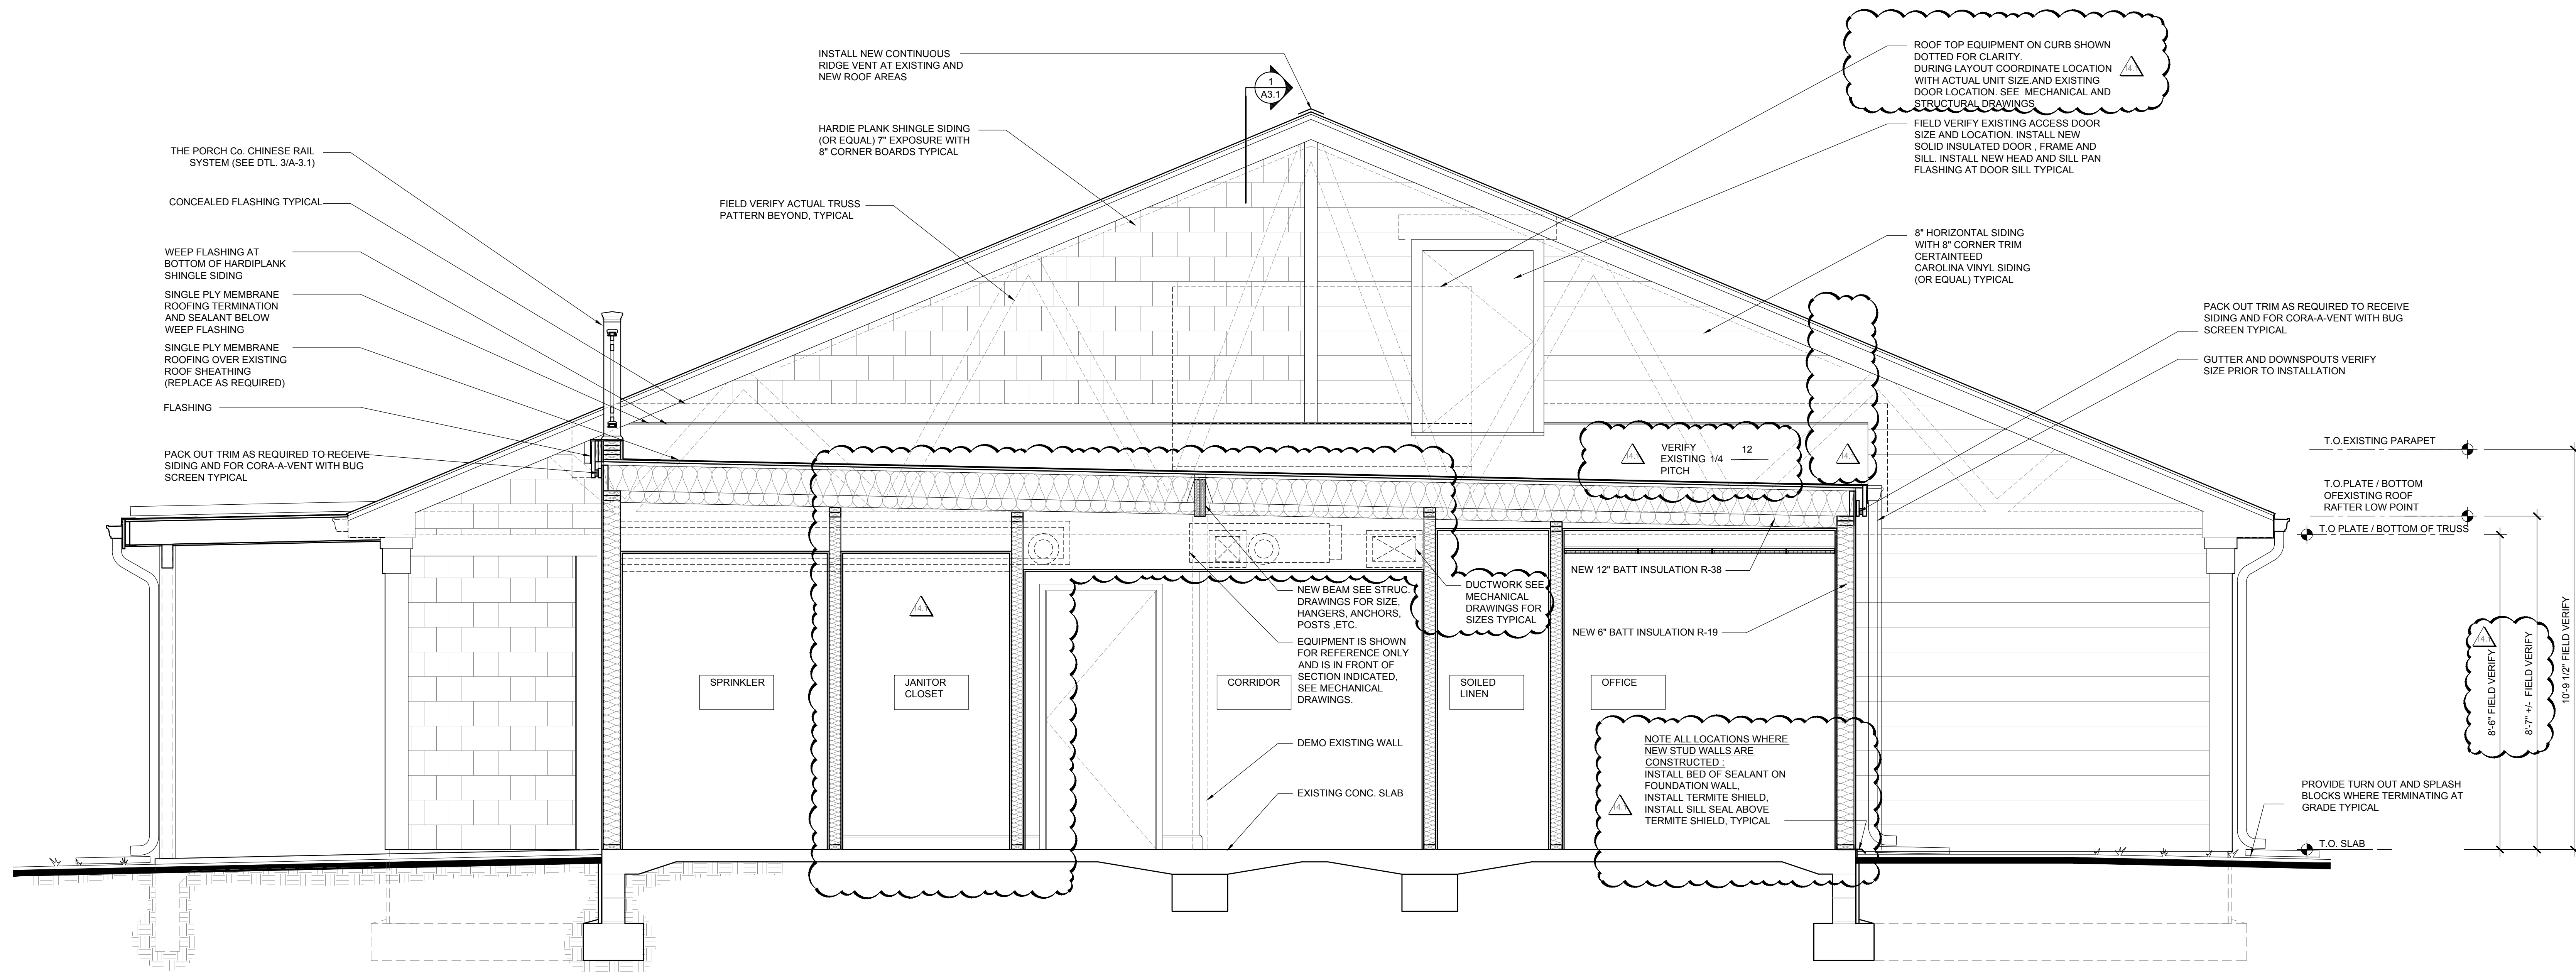 INSTALL NEW CONTINUOUS
RIDGE VENT AT EXISTING AND
NEW ROOF AREAS
1
A3.1
ROOF TOP EQUIPMENT ON CURB SHOWN
DOTTED FOR CLARITY.
DURING LAYOUT COORDINATE LOCATION
WITH ACTUAL UNIT SIZE.AND EXISTING
DOOR LOCATION. SEE MECHANICAL AND
STRUCTURAL DRAWINGS
14.1
HARDIE PLANK SHINGLE SIDING
(OR EQUAL) 7" EXPOSURE WITH
8" CORNER BOARDS TYPICAL
FIELD VERIFY EXISTING ACCESS DOOR
SIZE AND LOCATION. INSTALL NEW
SOLID INSULATED DOOR , FRAME AND
SILL. INSTALL NEW HEAD AND SILL PAN
FLASHING AT DOOR SILL TYPICAL
THE PORCH Co. CHINESE RAIL
SYSTEM (SEE DTL. 3/A-3.1)
CONCEALED FLASHING TYPICAL
FIELD VERIFY ACTUAL TRUSS
PATTERN BEYOND, TYPICAL
8" HORIZONTAL SIDING
WITH 8" CORNER TRIM
CERTAINTEED
CAROLINA VINYL SIDING
(OR EQUAL) TYPICAL
WEEP FLASHING AT
BOTTOM OF HARDIPLANK
SHINGLE SIDING
SINGLE PLY MEMBRANE
ROOFING TERMINATION
AND SEALANT BELOW
WEEP FLASHING
SINGLE PLY MEMBRANE
ROOFING OVER EXISTING
ROOF SHEATHING
(REPLACE AS REQUIRED)
FLASHING
PACK OUT TRIM AS REQUIRED TO RECEIVE
SIDING AND FOR CORA-A-VENT WITH BUG
SCREEN TYPICAL
PACK OUT TRIM AS REQUIRED TO RECEIVE
SIDING AND FOR CORA-A-VENT WITH BUG
SCREEN TYPICAL
GUTTER AND DOWNSPOUTS VERIFY
SIZE PRIOR TO INSTALLATION
14.1
VERIFY
EXISTING 1/4
PITCH
12
14.1
T.O.EXISTING PARAPET
T.O.PLATE / BOTTOM
OFEXISTING ROOF
RAFTER LOW POINT
T.O PLATE / BOTTOM OF TRUSS
NEW 12" BATT INSULATION R-38
NEW 6" BATT INSULATION R-19
14.1
NEW BEAM SEE STRUC.
DRAWINGS FOR SIZE,
HANGERS, ANCHORS,
POSTS ,ETC.
DUCTWORK SEE
MECHANICAL
DRAWINGS FOR
SIZES TYPICAL
EQUIPMENT IS SHOWN
FOR REFERENCE ONLY
AND IS IN FRONT OF
SECTION INDICATED,
SEE MECHANICAL
DRAWINGS.
SPRINKLER
JANITOR
CLOSET
CORRIDOR
SOILED
LINEN
OFFICE
DEMO EXISTING WALL
EXISTING CONC. SLAB
NOTE ALL LOCATIONS WHERE
NEW STUD WALLS ARE
CONSTRUCTED :
INSTALL BED OF SEALANT ON
FOUNDATION WALL,
INSTALL TERMITE SHIELD,
INSTALL SILL SEAL ABOVE
TERMITE SHIELD, TYPICAL
14.1
14.1
8'-6" FIELD VERIFY
8'-7" +/- FIELD VERIFY
10'-9 1/2" FIELD VERIFY
PROVIDE TURN OUT AND SPLASH
BLOCKS WHERE TERMINATING AT
GRADE TYPICAL
T.O. SLAB